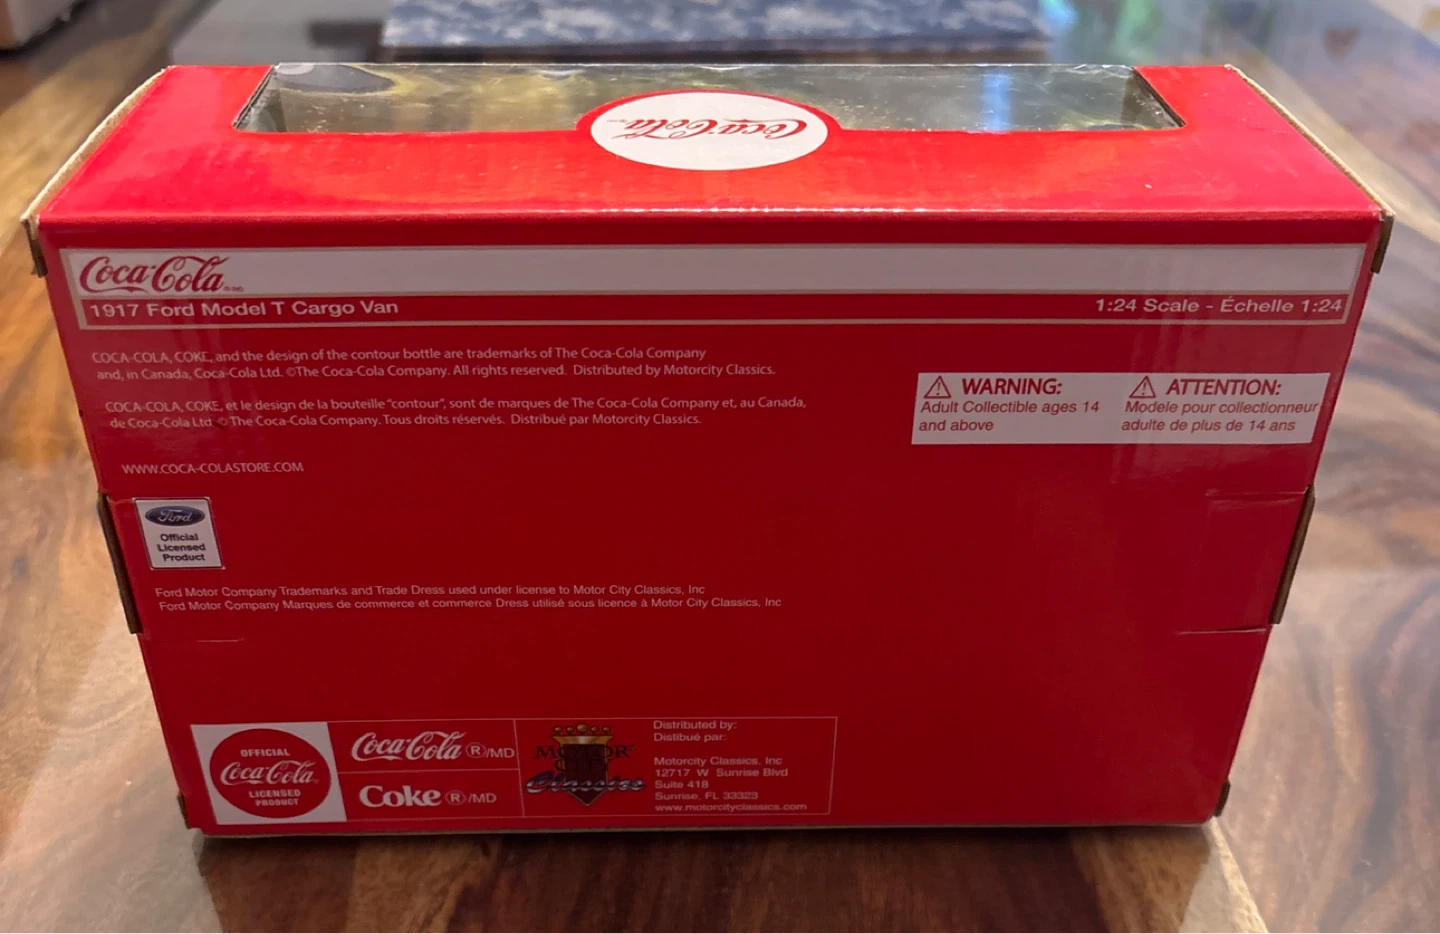 Coca-Cola
Coca-Cola
1917 Ford Model T Cargo Van
1:24 Scale - Échelle 1:24
COCA-COLA, COKE, and the design of the contour bottle are trademarks of The Coca-Cola Company
and, in Canada, Coca-Cola Ltd. ©The Coca-Cola Company. All rights reserved. Distributed by Motorcity Classics.
COCA-COLA, COKE, et le design de la bouteille "contour", sont de marques de The Coca-Cola Company et, au Canada,
de Coca-Cola Ltd © The Coca-Cola Company. Tous droits réservés. Distribué par Motorcity Classics.
⚠ WARNING:
Adult Collectible ages 14
and above
⚠ ATTENTION:
Modele pour collectionneur
adulte de plus de 14 ans
WWW.COCA-COLASTORE.COM
Ford
Official
Licensed
Product
Ford Motor Company Trademarks and Trade Dress used under license to Motor City Classics, Inc
Ford Motor Company Marques de commerce et commerce Dress utilisé sous licence à Motor City Classics, Inc
OFFICIAL
Coca-Cola
LICENSED
PRODUCT
Coca-Cola ®/MD
Coke ®/MD
MOTOR
CITY
Classics
Distributed by:
Distibué par:
Motorcity Classics, Inc
12717 W Sunrise Blvd
Suite 418
Sunrise, FL 33323
www.motorcityclassics.com